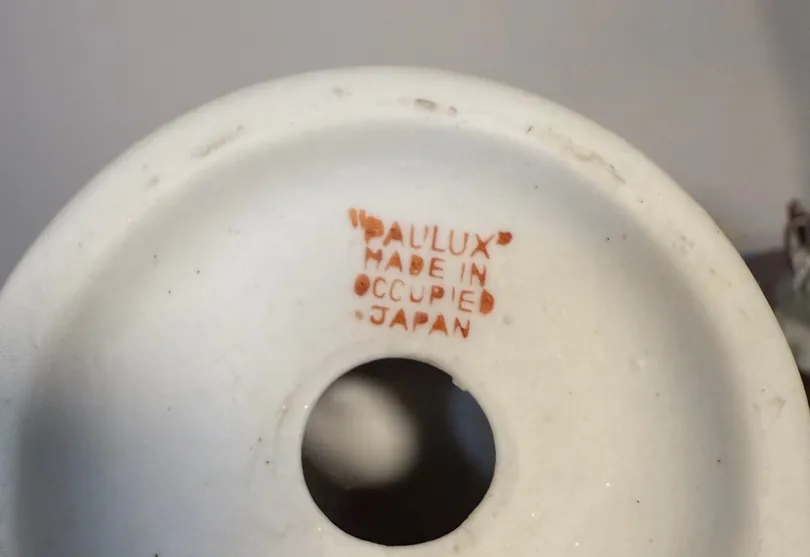 "PAULUX"
MADE IN
OCCUPIED
JAPAN